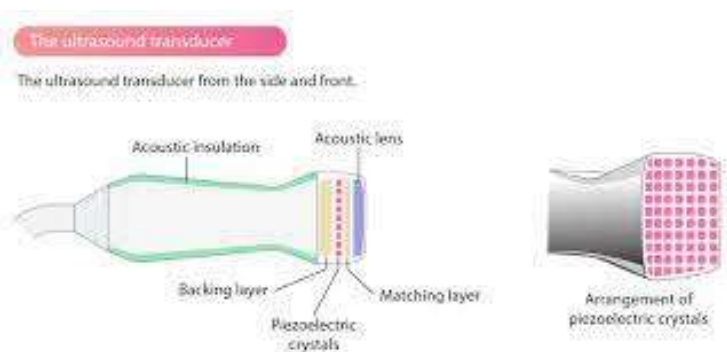 The ultrasound transducer
The ultrasound transducer from the side and front.
Acoustic insulation
Acoustic lens
Backing layer
Piezoelectric
crystals
Matching layer
Arrangement of
piezoelectric crystals